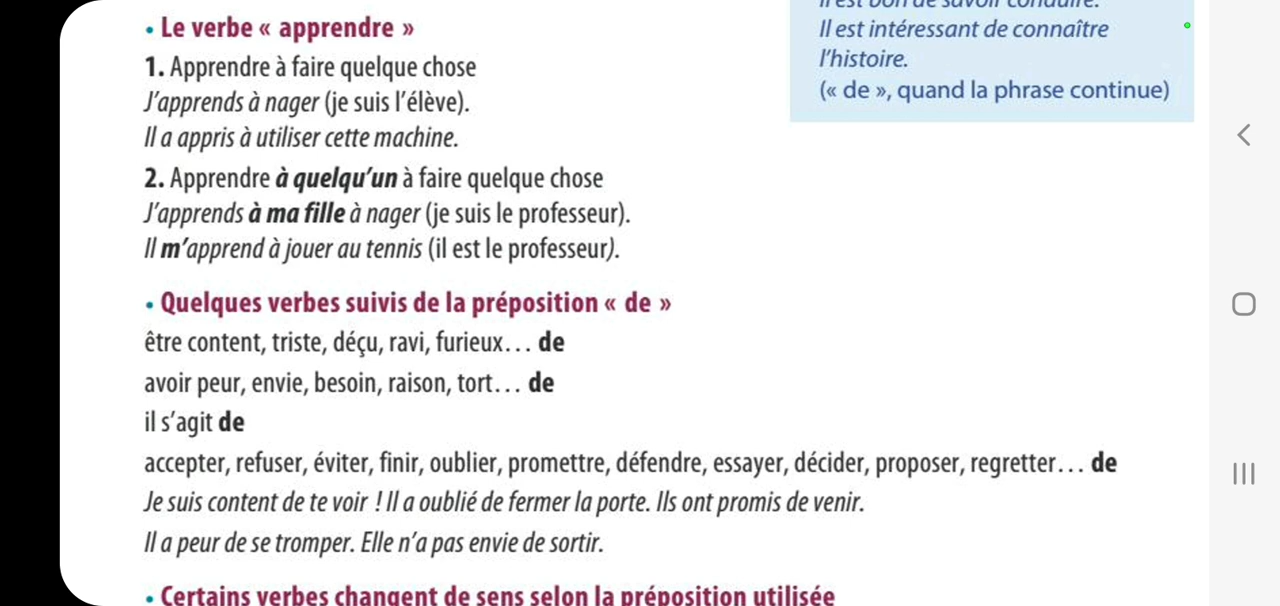 • Le verbe « apprendre »
1. Apprendre à faire quelque chose
J'apprends à nager (je suis l'élève).
Il a appris à utiliser cette machine.
2. Apprendre à quelqu'un à faire quelque chose
J'apprends à ma fille à nager (je suis le professeur).
Il m'apprend à jouer au tennis (il est le professeur).
• Quelques verbes suivis de la préposition « de »
être content, triste, déçu, ravi, furieux… de
avoir peur, envie, besoin, raison, tort… de
il s'agit de
accepter, refuser, éviter, finir, oublier, promettre, défendre, essayer, décider, proposer, regretter… de
Je suis content de te voir ! Il a oublié de fermer la porte. Ils ont promis de venir.
Il a peur de se tromper. Elle n'a pas envie de sortir.
• Certains verbes changent de sens selon la préposition utilisée
Il est bon de savoir conduire.
Il est intéressant de connaître
l'histoire.
(« de », quand la phrase continue)